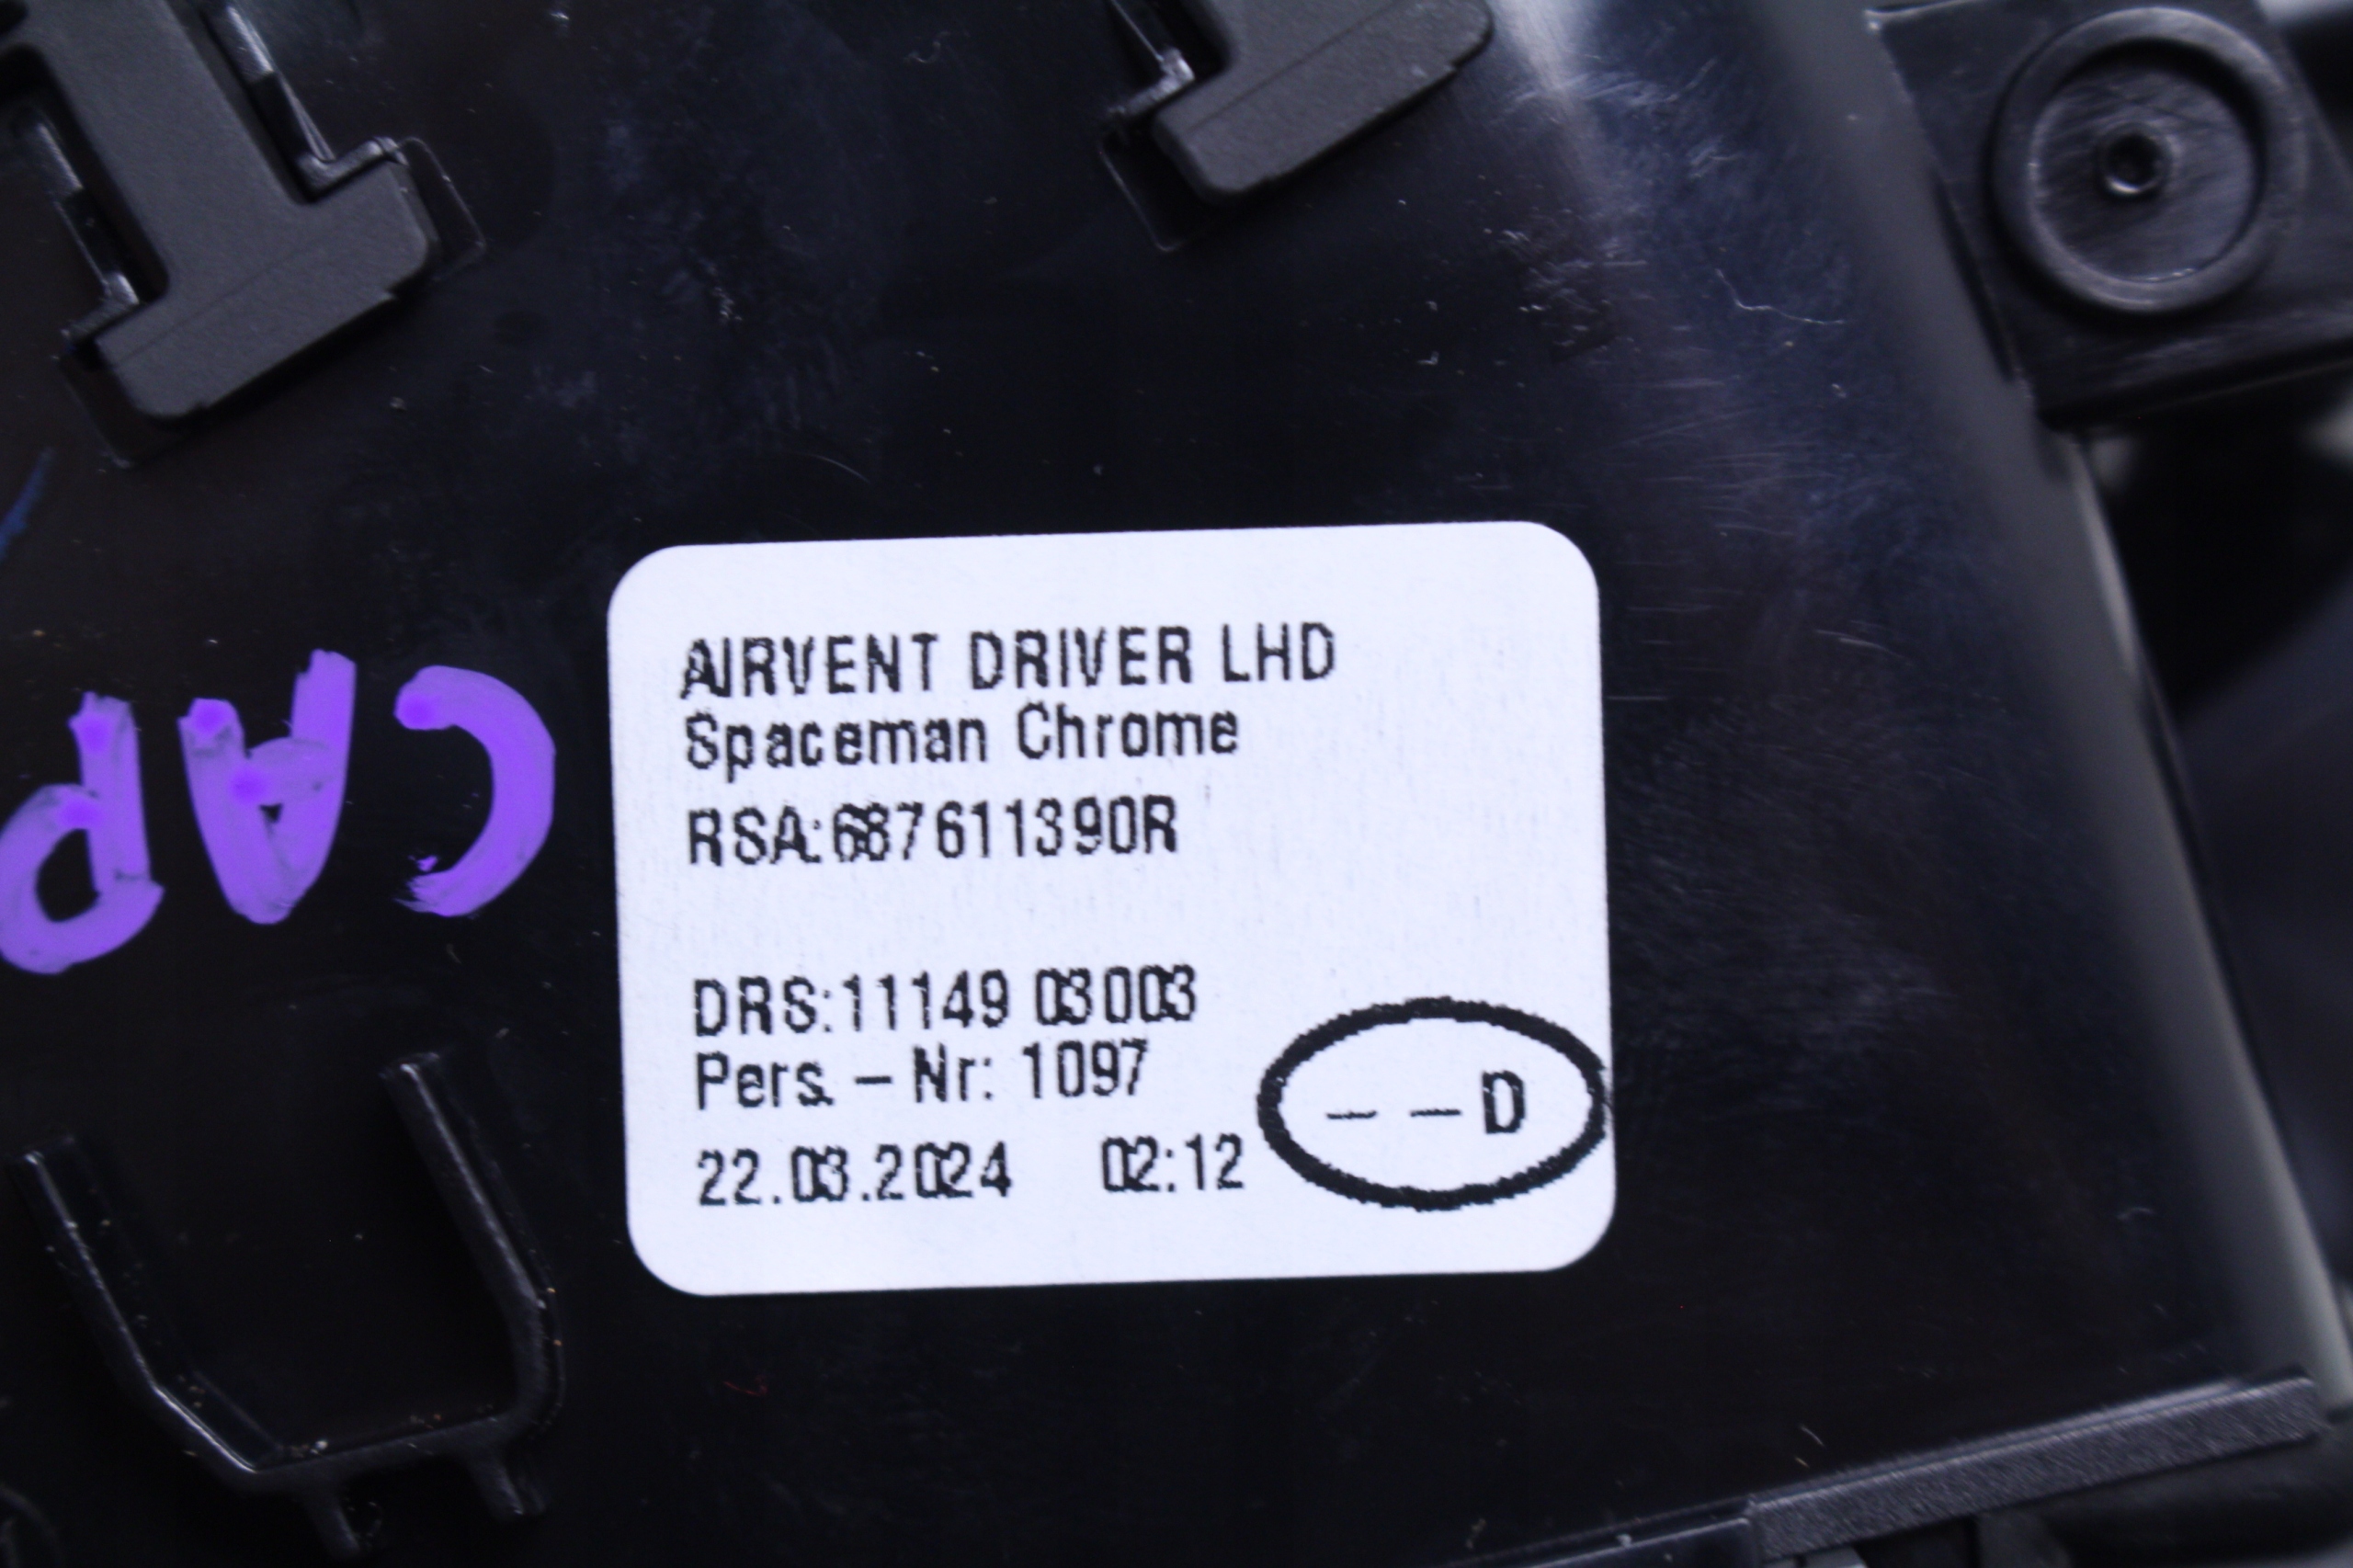 AIRVENT DRIVER LHD
Spaceman Chrome
RSA:687611390R
DRS:11149 03003
Pers. – Nr: 1097
– – D
22.03.2024 02:12
CAP